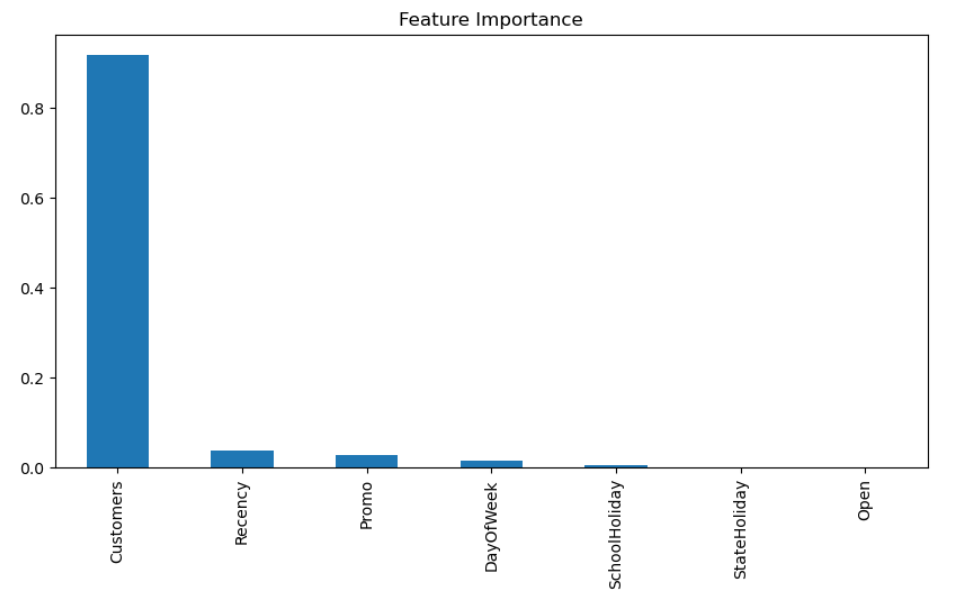 Feature Importance
0.8
0.6
0.4
0.2
0.0
Customers
Recency
Promo
DayOfWeek
SchoolHoliday
StateHoliday
Open